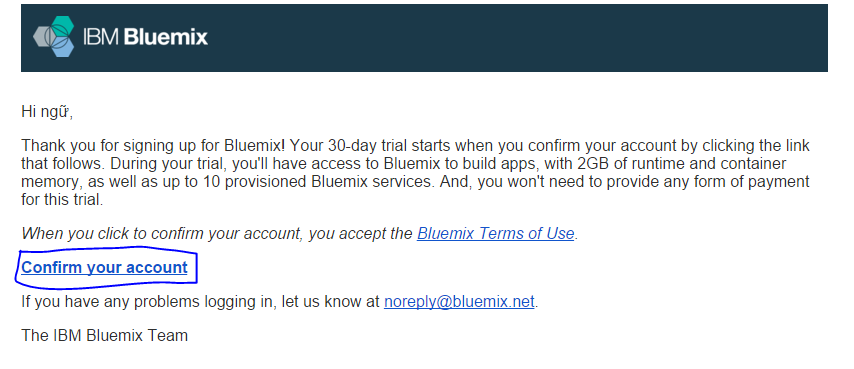 IBM Bluemix
Hi ngữ,
Thank you for signing up for Bluemix! Your 30-day trial starts when you confirm your account by clicking the link
that follows. During your trial, you'll have access to Bluemix to build apps, with 2GB of runtime and container
memory, as well as up to 10 provisioned Bluemix services. And, you won't need to provide any form of payment
for this trial.
When you click to confirm your account, you accept the Bluemix Terms of Use.
Confirm your account
If you have any problems logging in, let us know at noreply@bluemix.net.
The IBM Bluemix Team